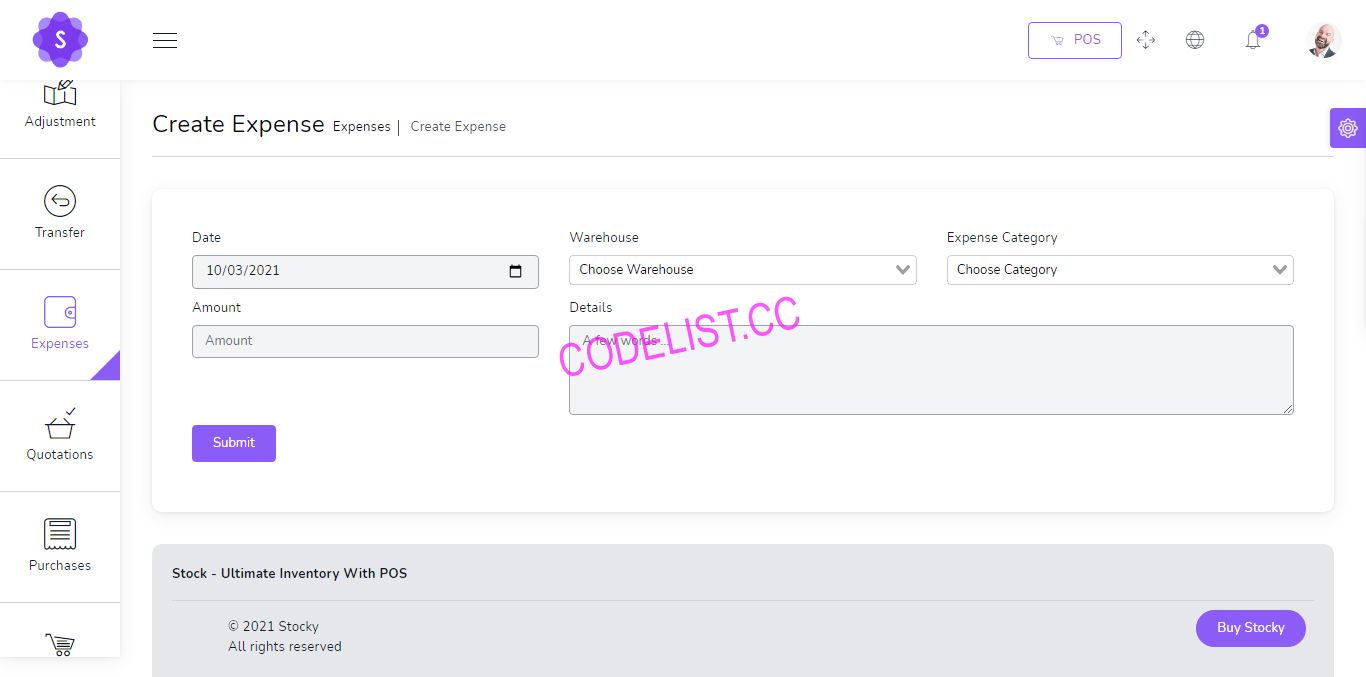 S
POS
1
Adjustment
Transfer
Expenses
Quotations
Purchases
Create Expense Expenses | Create Expense
Date
Warehouse
Expense Category
10/03/2021
Choose Warehouse
Choose Category
Amount
Details
Amount
A few words ...
CODELIST.CC
Submit
Stock - Ultimate Inventory With POS
© 2021 Stocky
All rights reserved
Buy Stocky